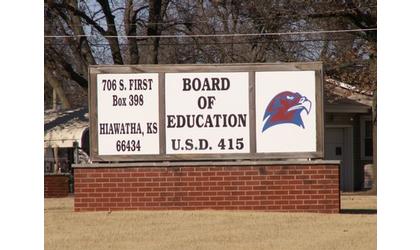 706 S. FIRST
Box 398
HIAWATHA, KS
66434
BOARD
OF
EDUCATION
U.S.D. 415